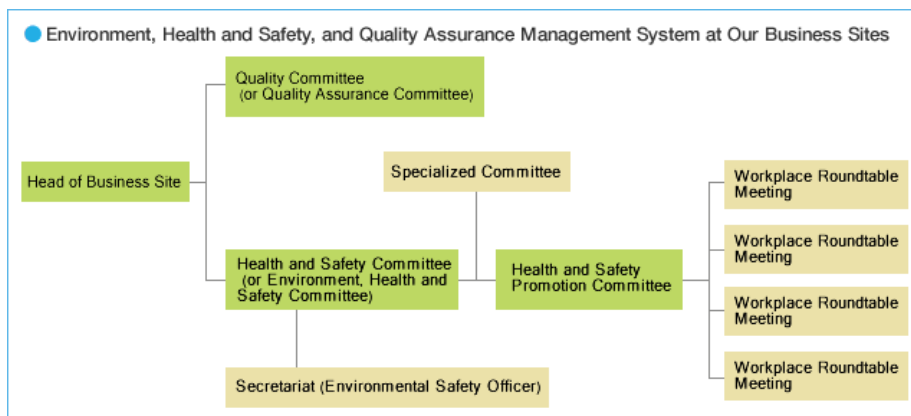 Environment, Health and Safety, and Quality Assurance Management System at Our Business Sites
Quality Committee
(or Quality Assurance Committee)
Head of Business Site
Specialized Committee
Health and Safety Committee
(or Environment, Health and
Safety Committee)
Health and Safety
Promotion Committee
Workplace Roundtable
Meeting
Workplace Roundtable
Meeting
Workplace Roundtable
Meeting
Workplace Roundtable
Meeting
Secretariat (Environmental Safety Officer)